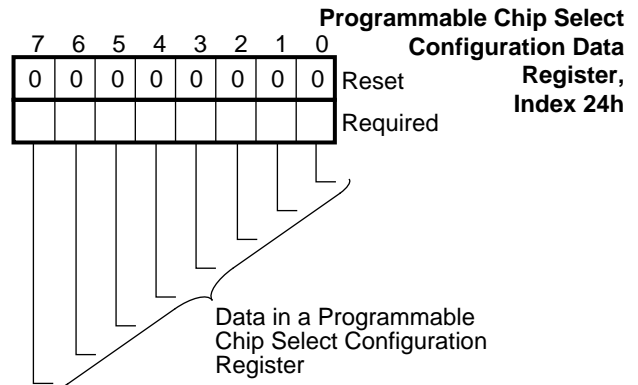 Programmable Chip Select
Configuration Data
Register,
Index 24h
7 6 5 4 3 2 1 0
0 0 0 0 0 0 0 0 Reset
Required
Data in a Programmable
Chip Select Configuration
Register